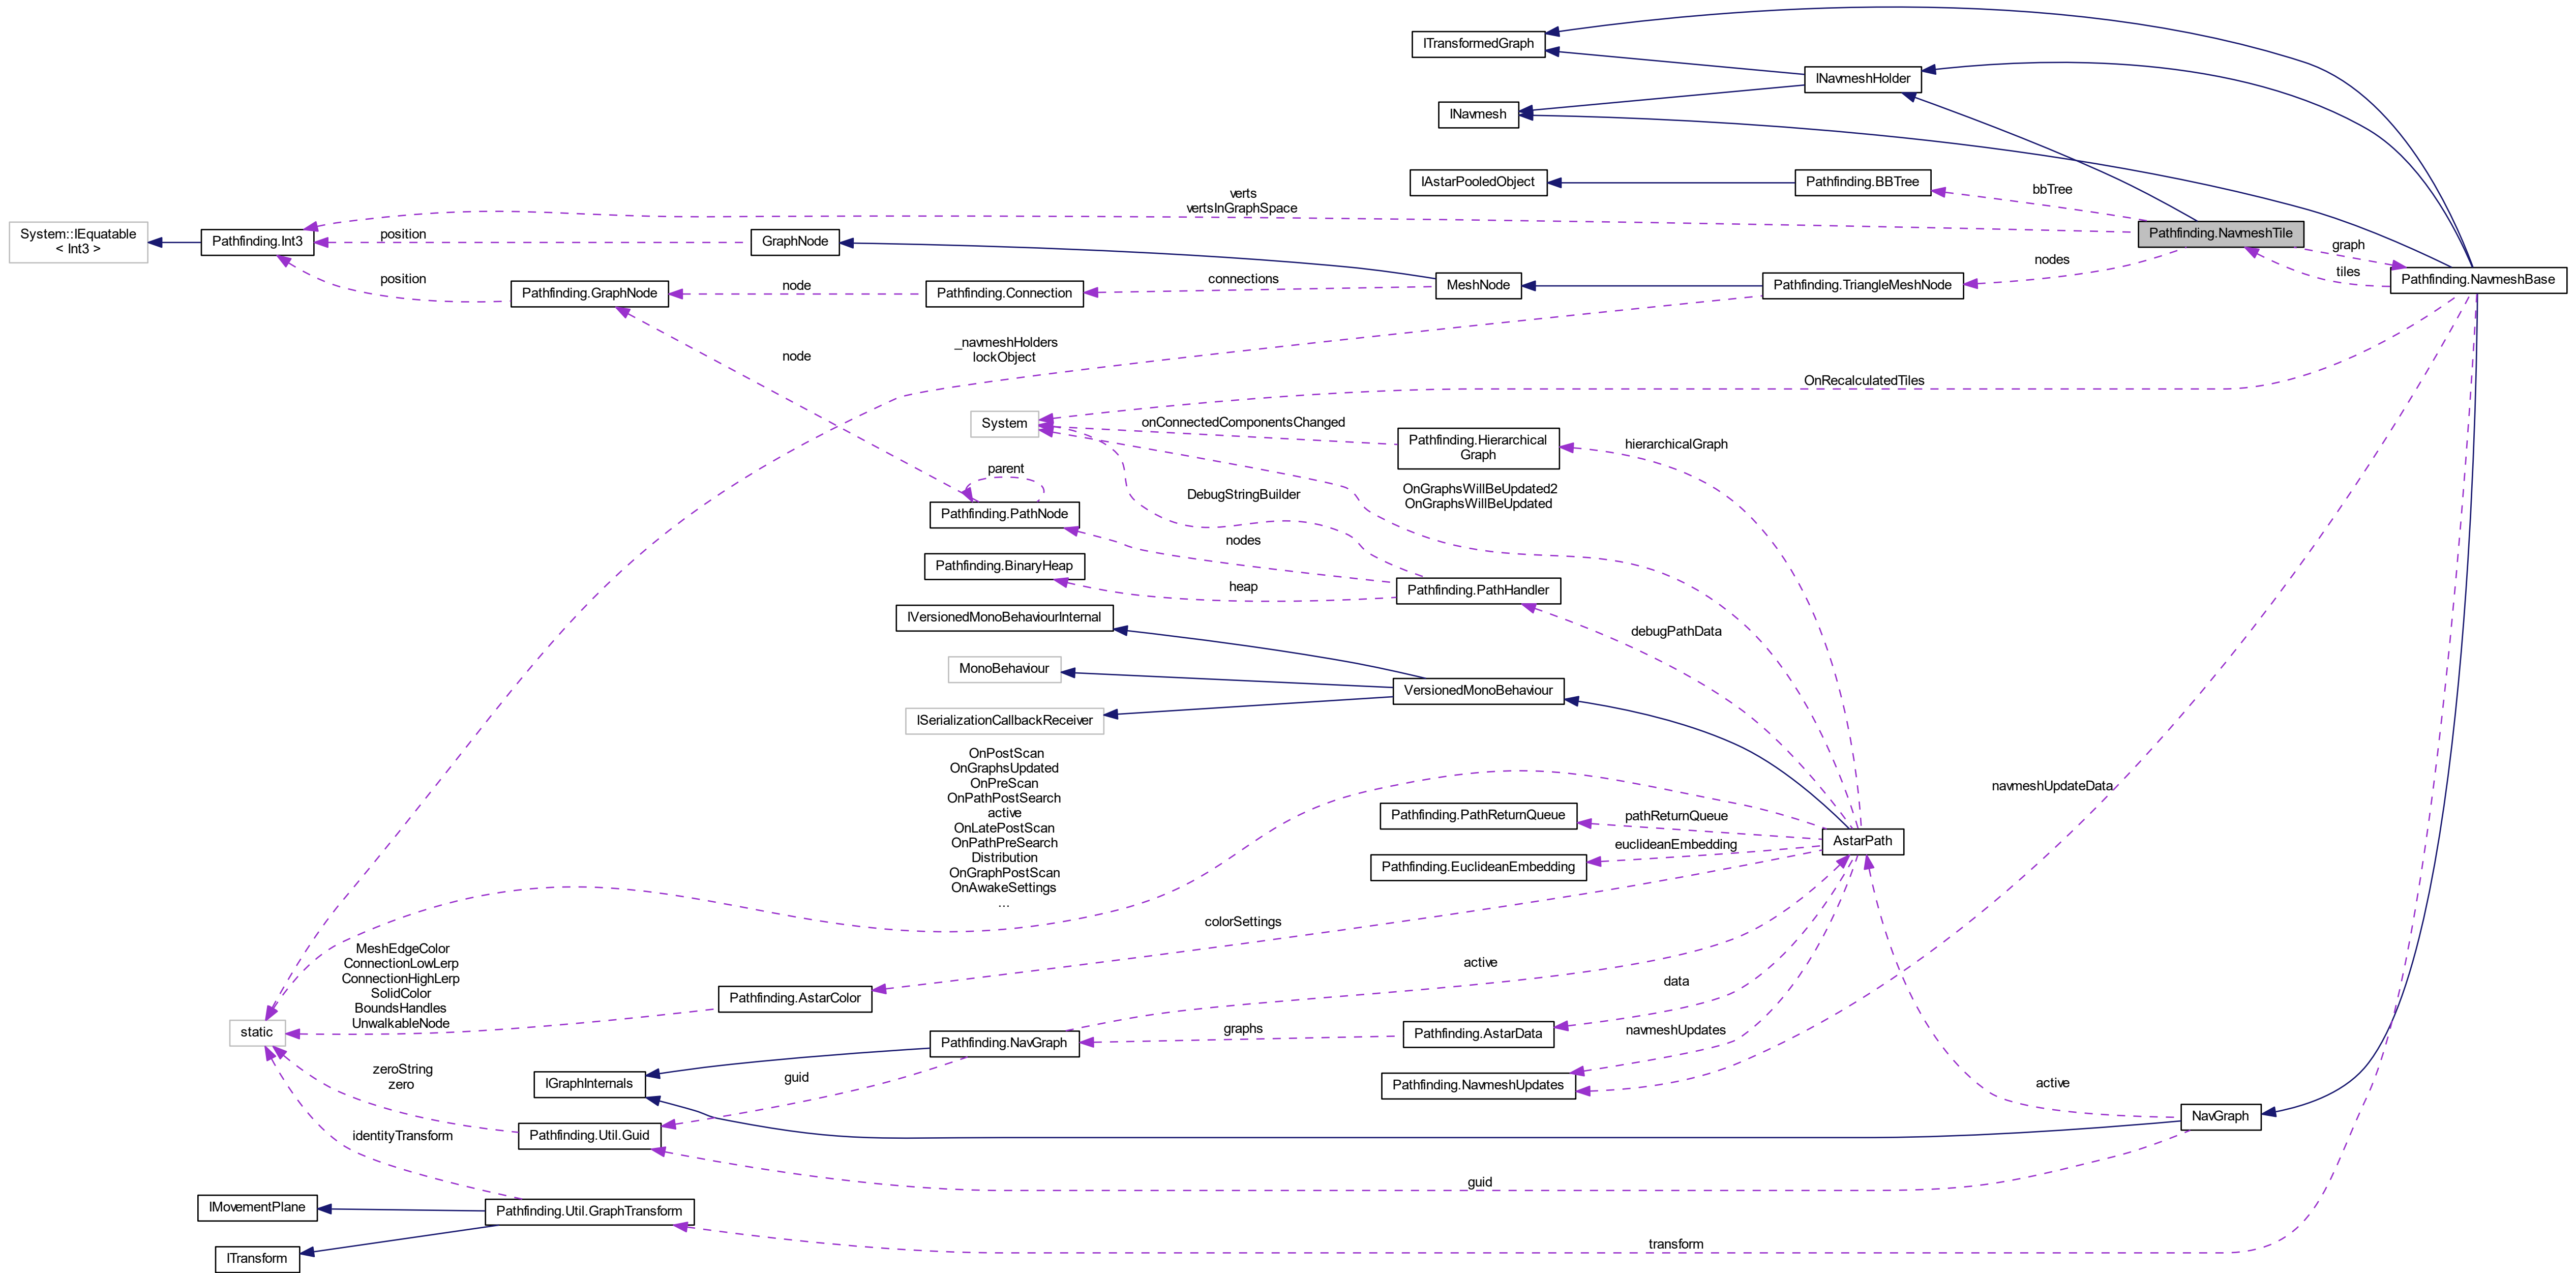 ITransformedGraph
INavmeshHolder
INavmesh
IAstarPooledObject
Pathfinding.BBTree
bbTree
verts
vertsInGraphSpace
System::IEquatable
< Int3 >
Pathfinding.Int3
position
GraphNode
Pathfinding.NavmeshTile
graph
tiles
nodes
Pathfinding.NavmeshBase
position
Pathfinding.GraphNode
node
Pathfinding.Connection
connections
MeshNode
Pathfinding.TriangleMeshNode
node
_navmeshHolders
lockObject
OnRecalculatedTiles
System
onConnectedComponentsChanged
Pathfinding.Hierarchical
Graph
hierarchicalGraph
parent
DebugStringBuilder
OnGraphsWillBeUpdated2
OnGraphsWillBeUpdated
Pathfinding.PathNode
nodes
Pathfinding.BinaryHeap
heap
Pathfinding.PathHandler
IVersionedMonoBehaviourInternal
debugPathData
MonoBehaviour
VersionedMonoBehaviour
ISerializationCallbackReceiver
OnPostScan
OnGraphsUpdated
OnPreScan
OnPathPostSearch
active
OnLatePostScan
OnPathPreSearch
Distribution
OnGraphPostScan
OnAwakeSettings
...
navmeshUpdateData
Pathfinding.PathReturnQueue
pathReturnQueue
AstarPath
euclideanEmbedding
Pathfinding.EuclideanEmbedding
colorSettings
MeshEdgeColor
ConnectionLowLerp
ConnectionHighLerp
SolidColor
BoundsHandles
UnwalkableNode
active
data
Pathfinding.AstarColor
static
Pathfinding.NavGraph
graphs
Pathfinding.AstarData
navmeshUpdates
zeroString
zero
IGraphInternals
guid
Pathfinding.NavmeshUpdates
active
NavGraph
identityTransform
Pathfinding.Util.Guid
guid
IMovementPlane
Pathfinding.Util.GraphTransform
transform
ITransform